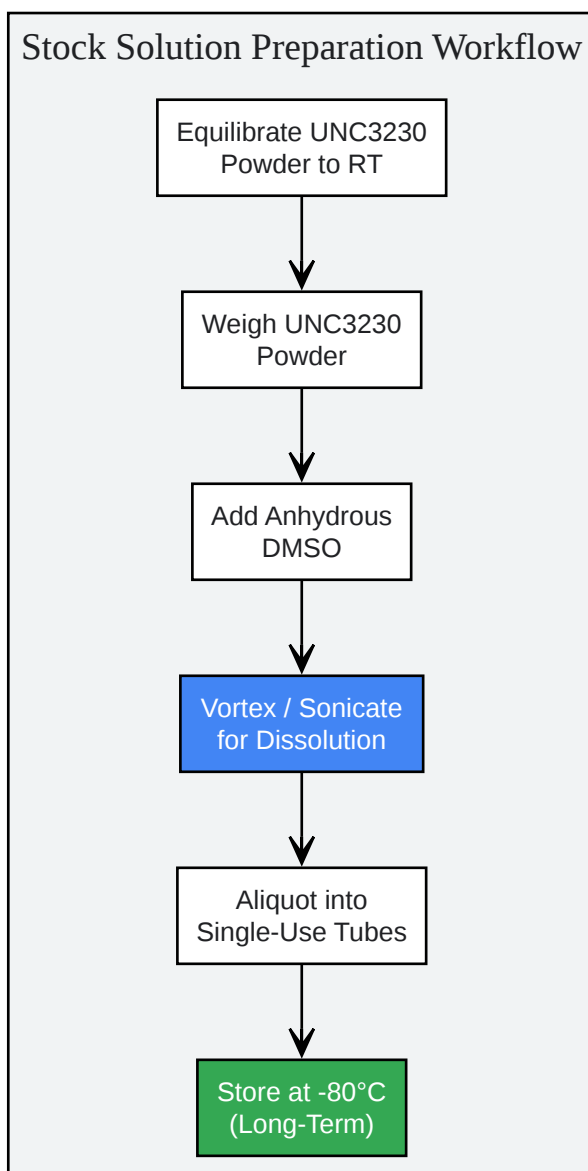 Stock Solution Preparation Workflow
Equilibrate UNC3230
Powder to RT
Weigh UNC3230
Powder
Add Anhydrous
DMSO
Vortex / Sonicate
for Dissolution
Aliquot into
Single-Use Tubes
Store at -80°C
(Long-Term)